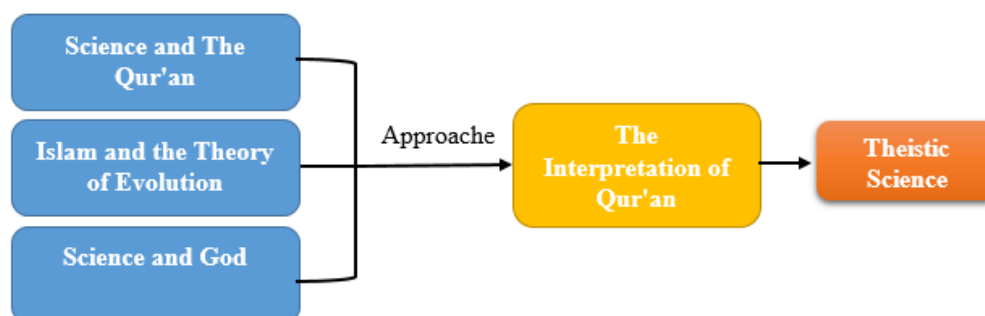 Science and The
Qur'an
Islam and the Theory
of Evolution
Science and God
Approache
The
Interpretation of
Qur'an
Theistic
Science